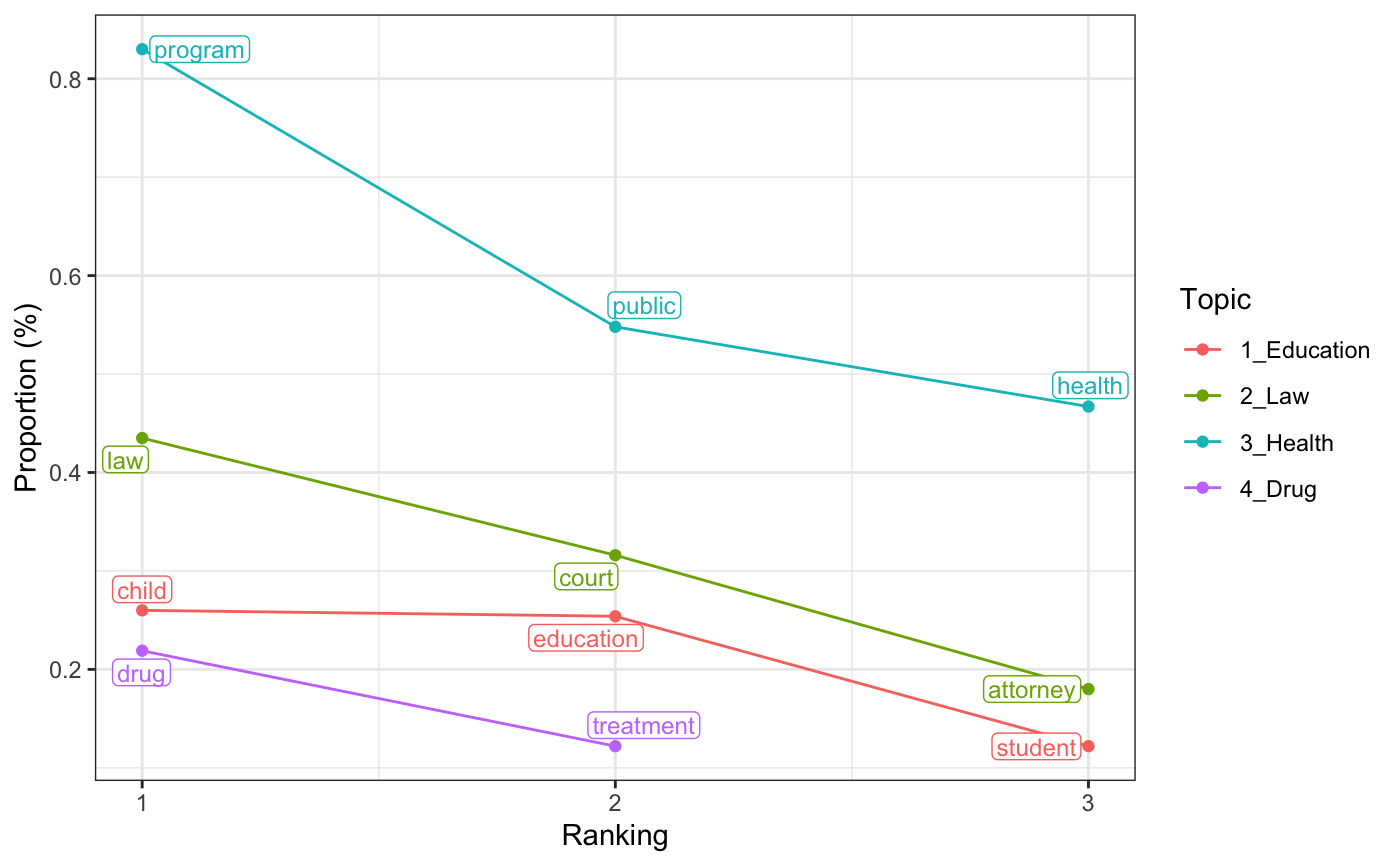 program
0.8
0.6
public
health
law
0.4
court
child
education
drug
0.2
attorney
treatment
student
1
2
3
Ranking
Proportion (%)
Topic
1_Education
2_Law
3_Health
4_Drug